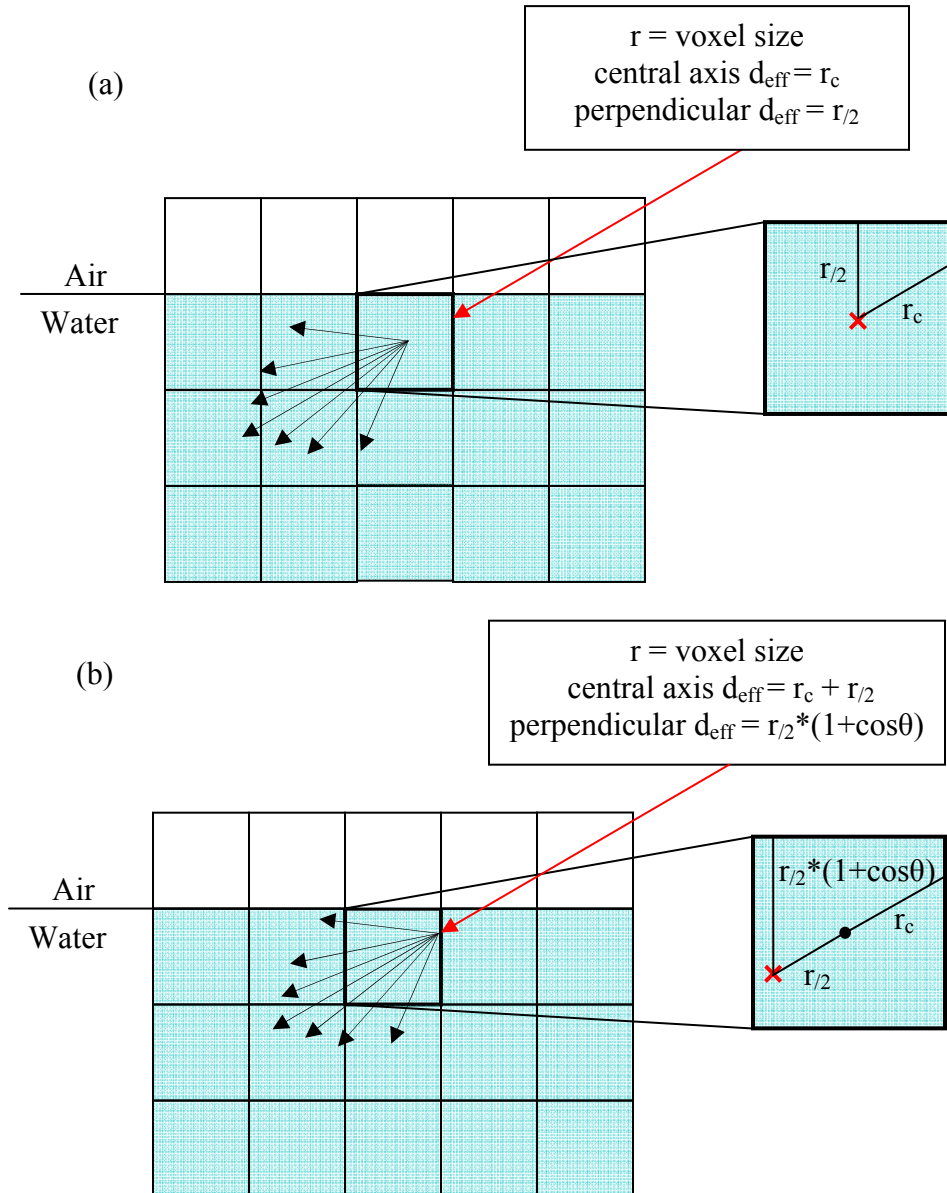 (a)
r = voxel size
central axis d_eff = r_c
perpendicular d_eff = r_/2
Air
Water
r_/2
r_c
(b)
r = voxel size
central axis d_eff = r_c + r_/2
perpendicular d_eff = r_/2*(1+cosθ)
Air
Water
r_/2*(1+cosθ)
r_c
r_/2